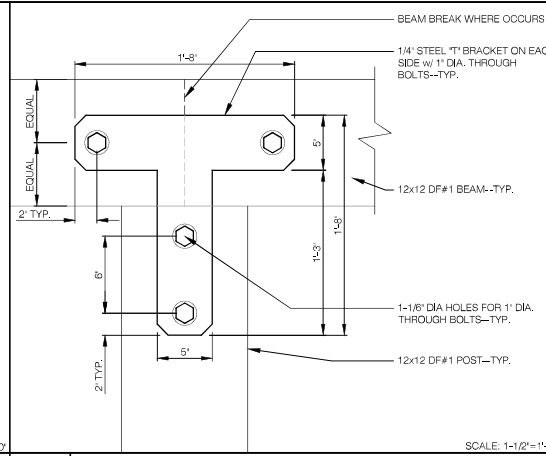 BEAM BREAK WHERE OCCURS
1'-8"
1/4" STEEL "T" BRACKET ON EAC
SIDE w/ 1" DIA. THROUGH
BOLTS--TYP.
EQUAL
EQUAL
5"
12x12 DF#1 BEAM--TYP.
2" TYP.
1'-3"
1'-8"
6"
1-1/6" DIA HOLES FOR 1" DIA.
THROUGH BOLTS--TYP.
2" TYP.
5"
12x12 DF#1 POST--TYP.
0"
SCALE: 1-1/2"=1'-